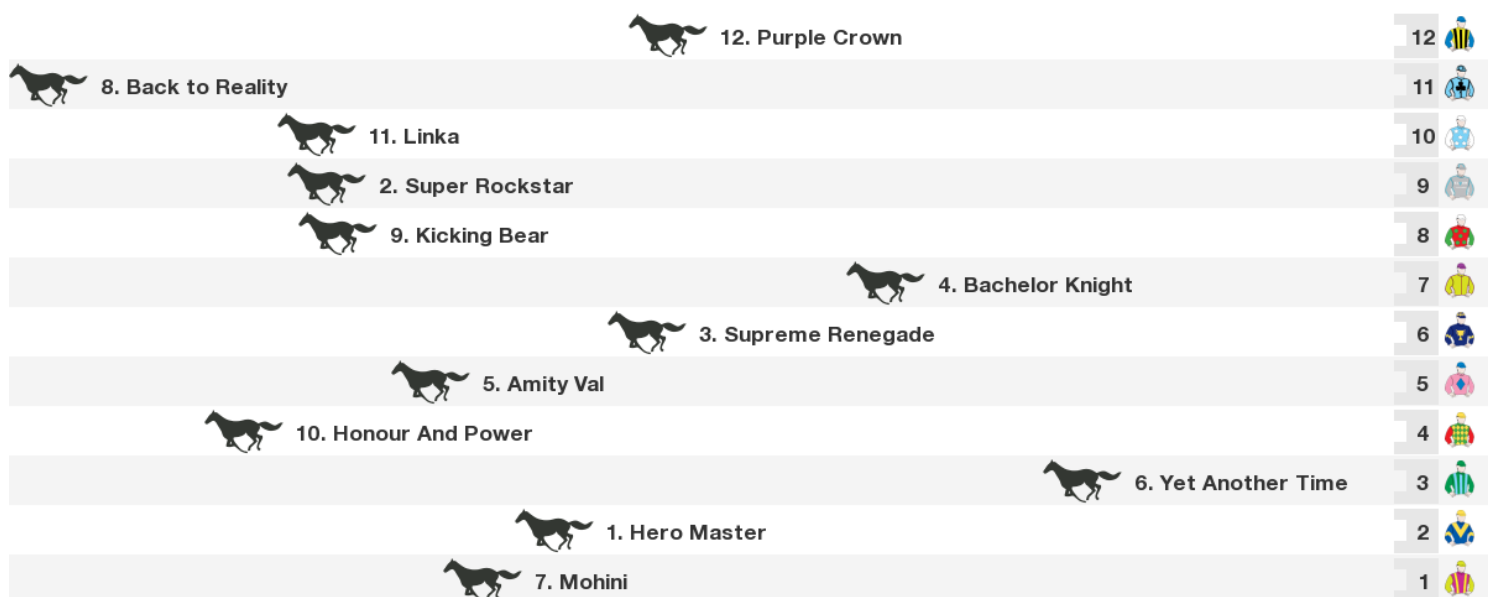 12. Purple Crown 12
8. Back to Reality 11
11. Linka 10
2. Super Rockstar 9
9. Kicking Bear 8
4. Bachelor Knight 7
3. Supreme Renegade 6
5. Amity Val 5
10. Honour And Power 4
6. Yet Another Time 3
1. Hero Master 2
7. Mohini 1